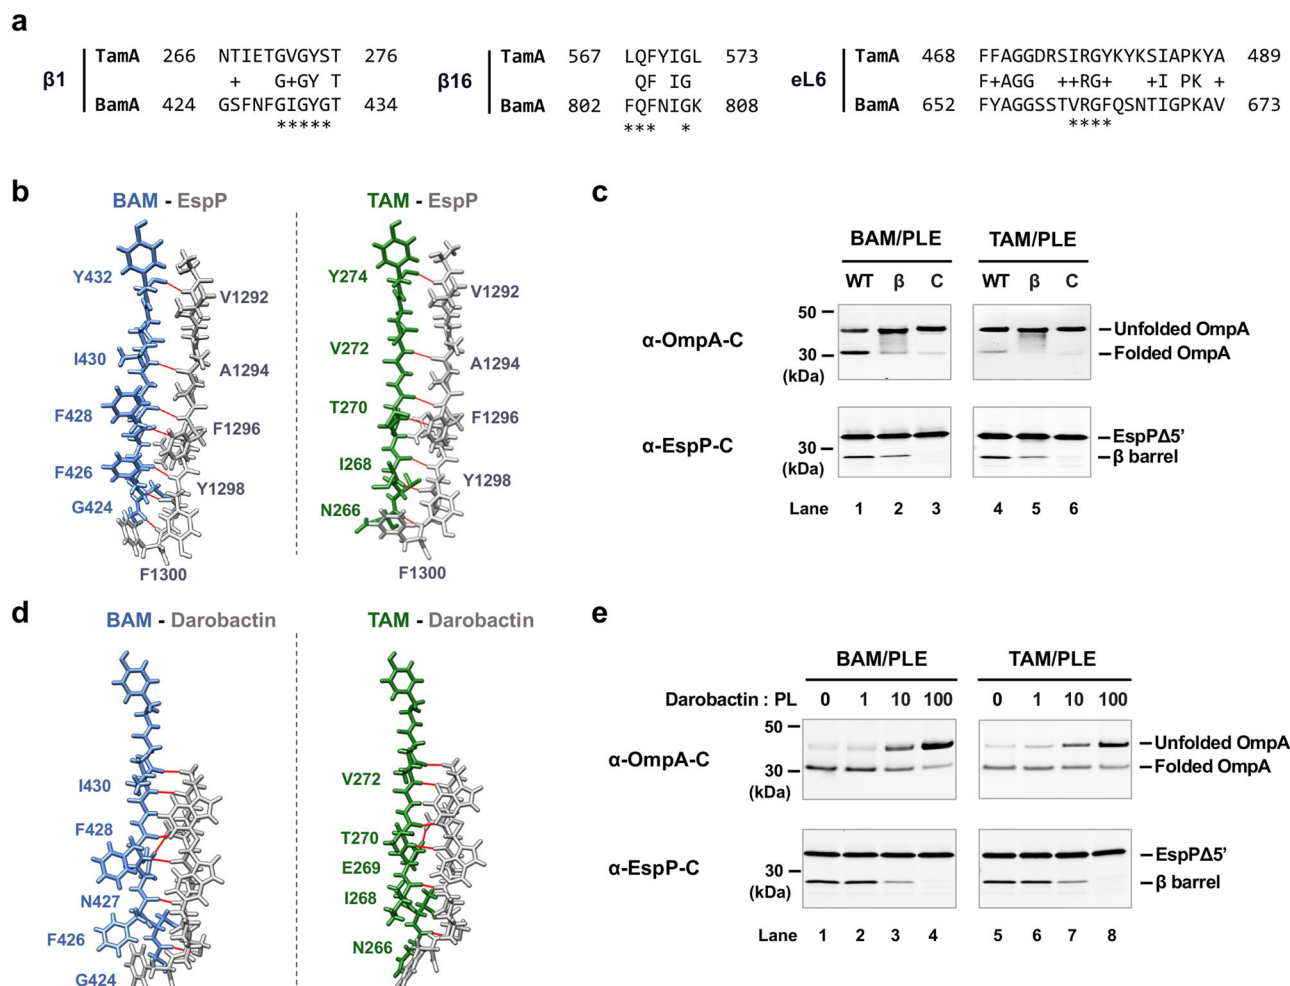 a
β1
TamA 266 NTIETGVGYST 276
+ G+GY T
BamA 424 GSFNFGIGYGT 434
*****
β16
TamA 567 LQFYIGL 573
QF IG
BamA 802 FQFNIGK 808
*** *
eL6
TamA 468 FFAGGDRSIRGYKYKSIAPKYA 489
F+AGG ++RG+ +I PK +
BamA 652 FYAGGSSTVRGFQSNTIGPKAV 673
****
b
BAM - EspP
Y432
V1292
I430
A1294
F428
F1296
F426
Y1298
G424
F1300
TAM - EspP
Y274
V1292
V272
A1294
T270
F1296
I268
Y1298
N266
F1300
c
BAM/PLE TAM/PLE
WT β C WT β C
α-OmpA-C
50
30
(kDa)
Unfolded OmpA
Folded OmpA
α-EspP-C
30
(kDa)
EspPΔ5'
β barrel
Lane 1 2 3 4 5 6
d
BAM - Darobactin
I430
F428
N427
F426
G424
TAM - Darobactin
V272
T270
E269
I268
N266
e
BAM/PLE TAM/PLE
Darobactin : PL 0 1 10 100 0 1 10 100
α-OmpA-C
50
30
(kDa)
Unfolded OmpA
Folded OmpA
α-EspP-C
30
(kDa)
EspPΔ5'
β barrel
Lane 1 2 3 4 5 6 7 8